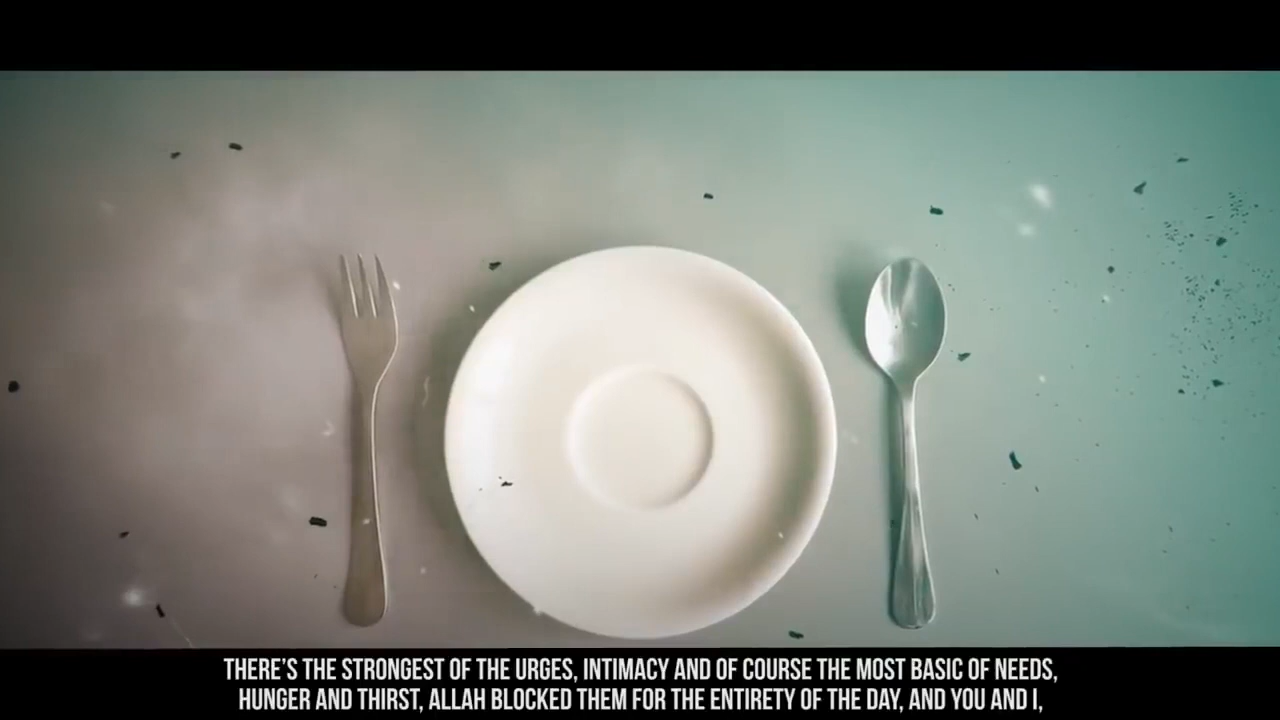 THERE'S THE STRONGEST OF THE URGES, INTIMACY AND OF COURSE THE MOST BASIC OF NEEDS,
HUNGER AND THIRST, ALLAH BLOCKED THEM FOR THE ENTIRETY OF THE DAY, AND YOU AND I,